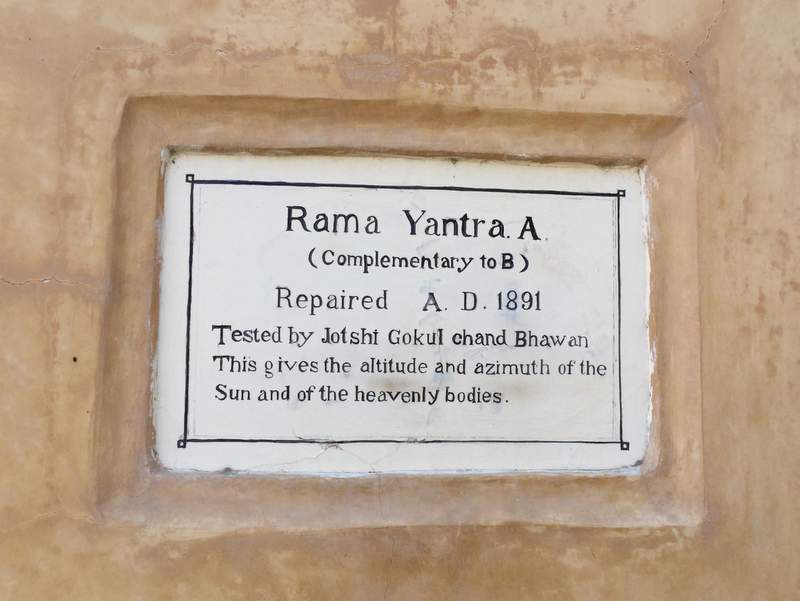 Rama Yantra. A.
(Complementary to B)
Repaired A. D. 1891
Tested by Jotshi Gokul chand Bhawan
This gives the altitude and azimuth of the
Sun and of the heavenly bodies.